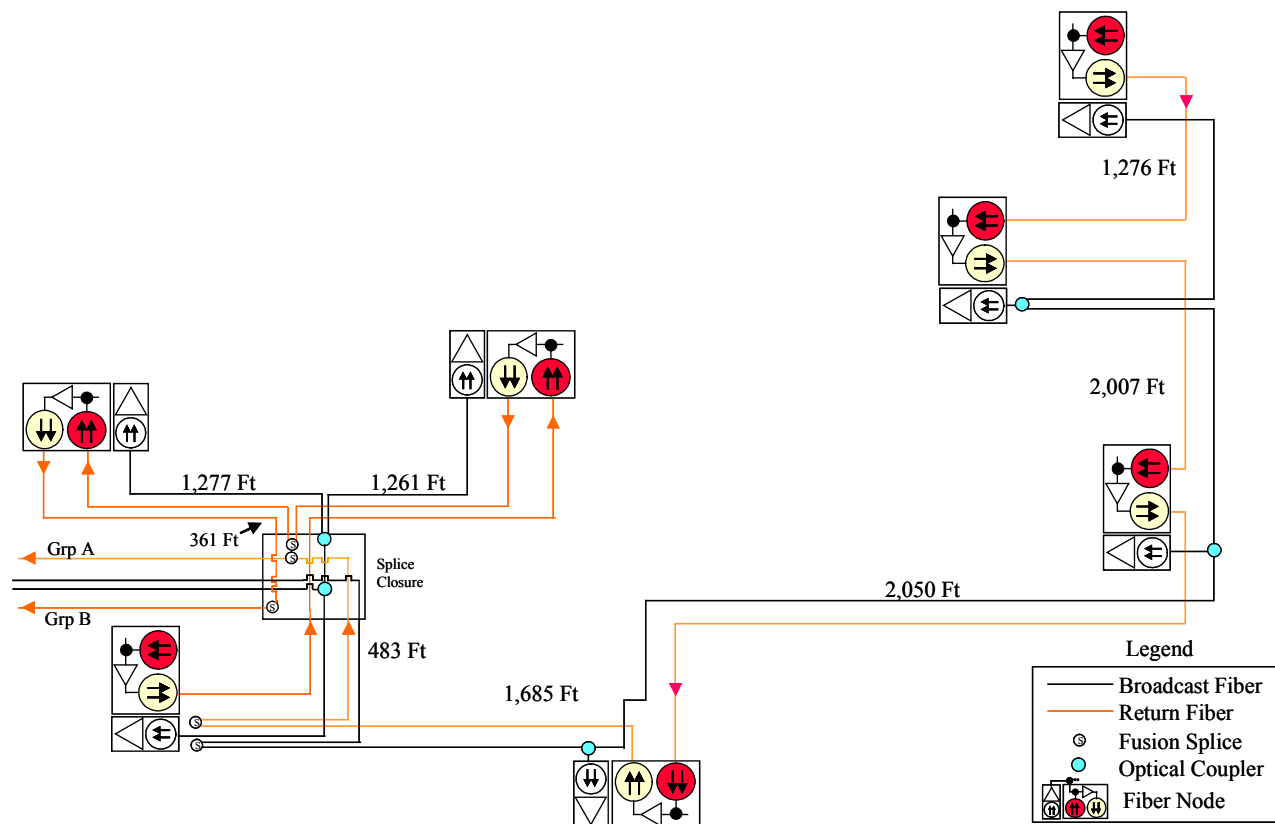 1,276 Ft
2,007 Ft
1,277 Ft
1,261 Ft
361 Ft
Grp A
Splice
Closure
S
S
S
2,050 Ft
Grp B
483 Ft
Legend
Broadcast Fiber
1,685 Ft
Return Fiber
S
S
S Fusion Splice
Optical Coupler
Fiber Node